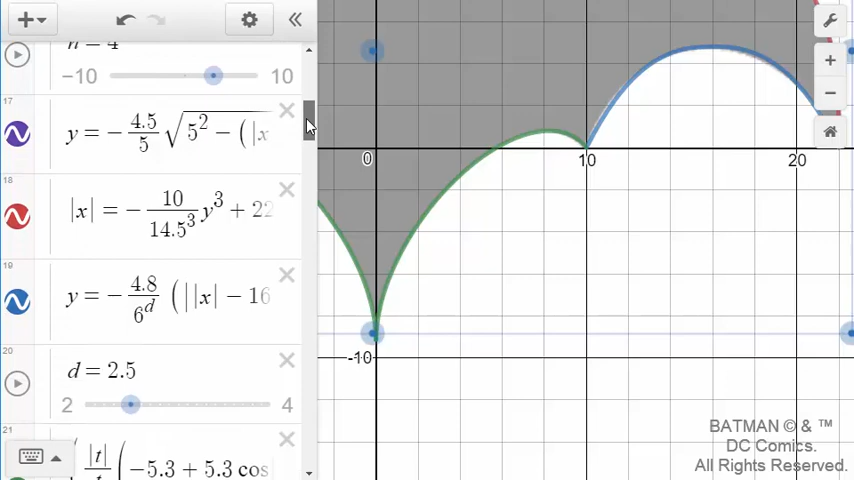 n = 4
−10 10
17
y = − 4.5/5 √5² − (|x
18
|x| = − 10/14.5³ y³ + 22
19
y = − 4.8/6^d (||x| − 16
20
d = 2.5
2 4
21
|t|/t (−5.3 + 5.3 cos
0
10
20
-10
BATMAN © & ™
DC Comics.
All Rights Reserved.